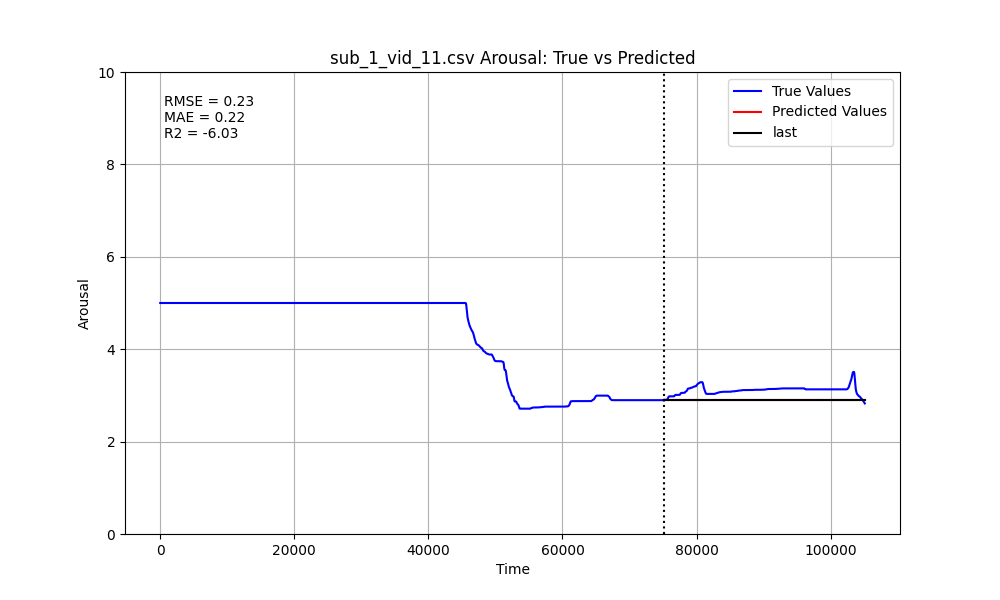 sub_1_vid_11.csv Arousal: True vs Predicted
10
8
6
4
2
0
Arousal
RMSE = 0.23
MAE = 0.22
R2 = -6.03
True Values
Predicted Values
last
0 20000 40000 60000 80000 100000
Time